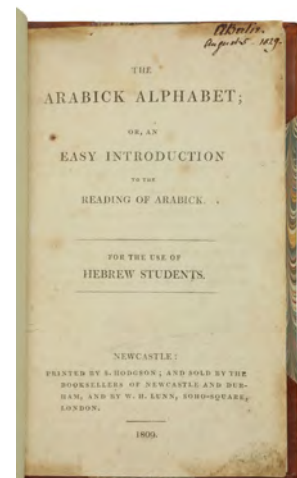 August 1829.
THE
ARABICK ALPHABET;
OR, AN
EASY INTRODUCTION
TO THE
READING OF ARABICK.
FOR THE USE OF
HEBREW STUDENTS.
NEWCASTLE:
PRINTED BY S. HODGSON; AND SOLD BY THE
BOOKSELLERS OF NEWCASTLE AND DUR-
HAM, AND BY W. H. LUNN, SOHO-SQUARE,
LONDON.
1809.